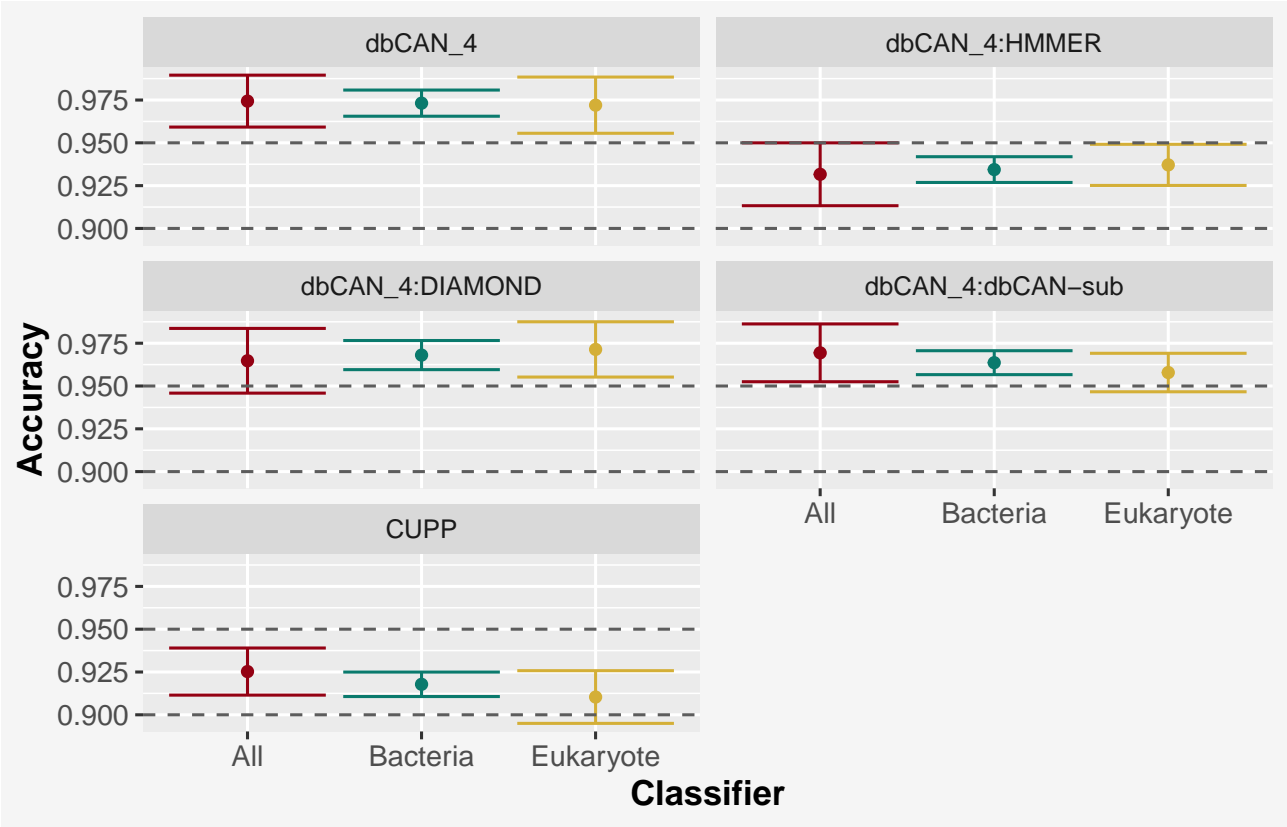 dbCAN_4
dbCAN_4:HMMER
0.975
0.950
0.925
0.900
dbCAN_4:DIAMOND
dbCAN_4:dbCAN−sub
0.975
0.950
0.925
0.900
All
Bacteria
Eukaryote
CUPP
0.975
0.950
0.925
0.900
All
Bacteria
Eukaryote
Accuracy
Classifier